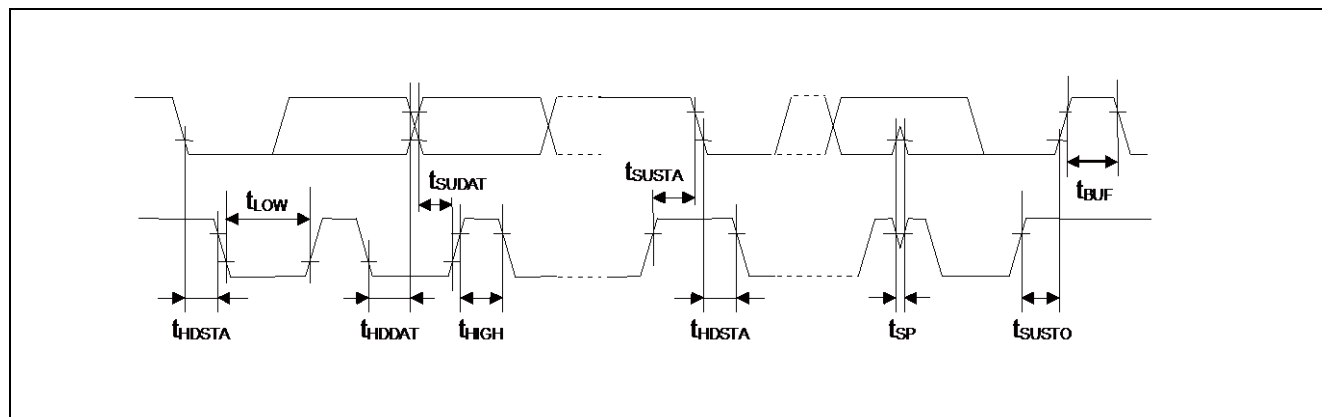 tSUDAT
tSUSTA
tLOW
tBUF
tHDSTA
tHDDAT
tHIGH
tHDSTA
tSP
tSUSTO